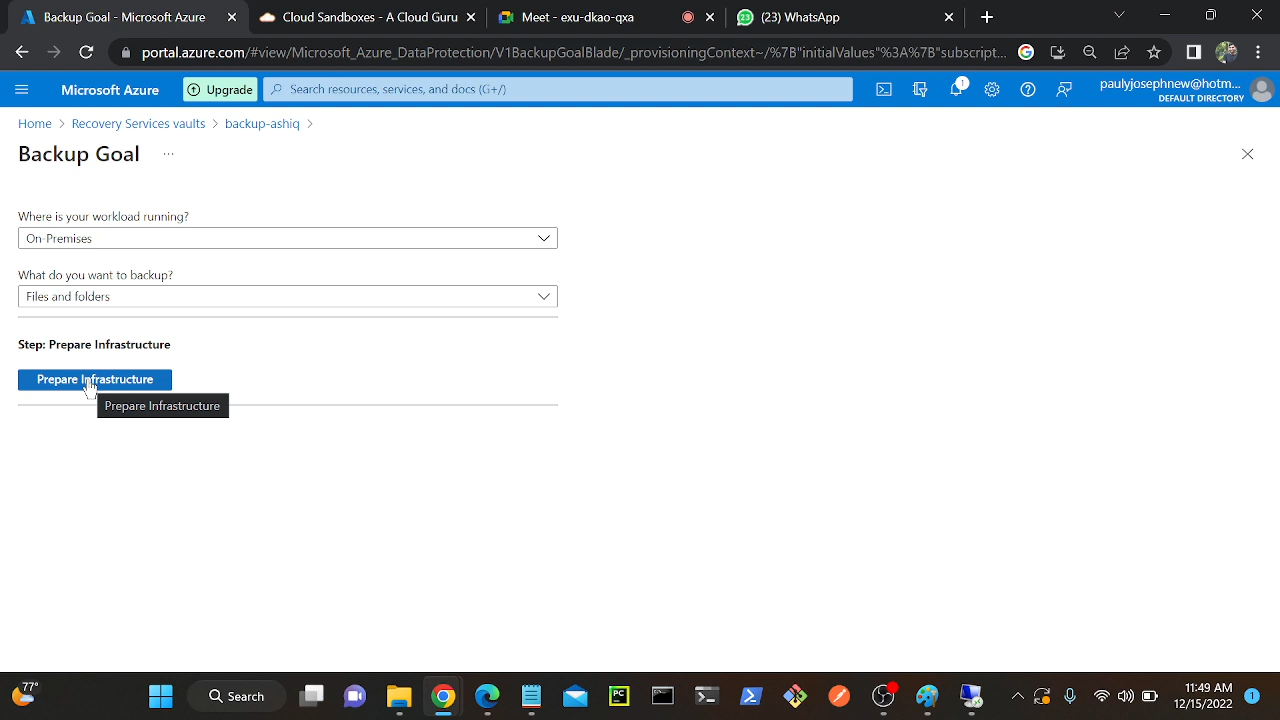 Backup Goal - Microsoft Azure
Cloud Sandboxes - A Cloud Guru
Meet - exu-dkao-qxa
23
(23) WhatsApp
portal.azure.com/#view/Microsoft_Azure_DataProtection/V1BackupGoalBlade/_provisioningContext~/%7B"initialValues"%3A%7B"subscript...
Microsoft Azure
Upgrade
Search resources, services, and docs (G+/)
1
paulyjosephnew@hotm...
DEFAULT DIRECTORY
Home > Recovery Services vaults > backup-ashiq >
Backup Goal ...
Where is your workload running?
On-Premises
What do you want to backup?
Files and folders
Step: Prepare Infrastructure
Prepare Infrastructure
Prepare Infrastructure
77°
Search
PC
11:49 AM
12/15/2022
1